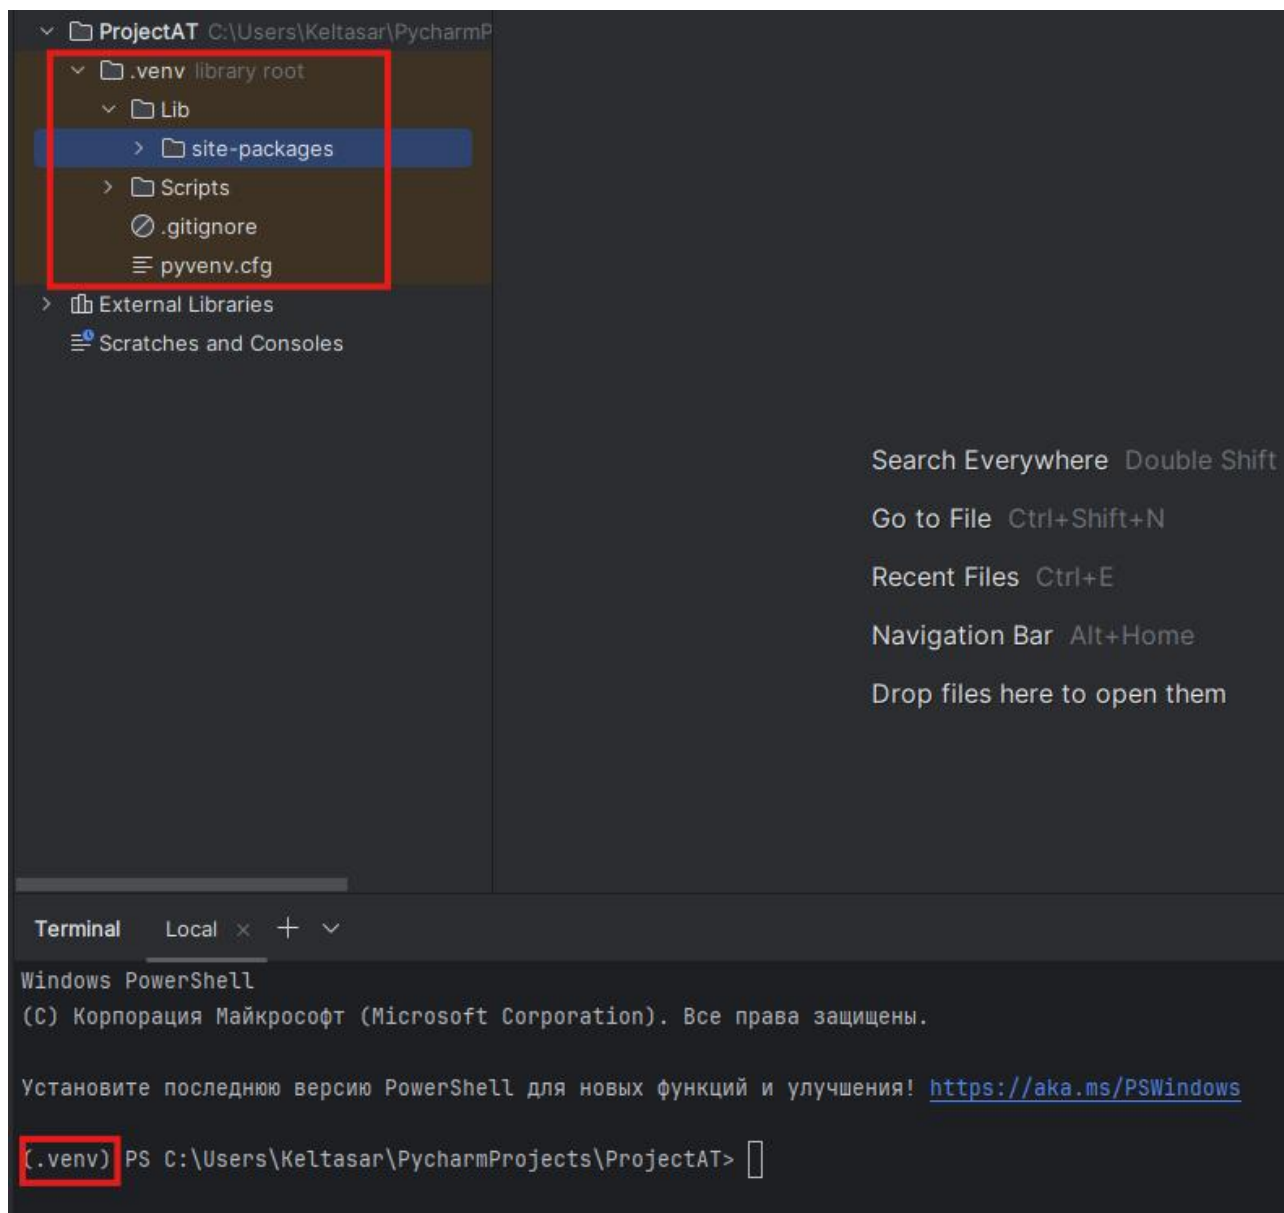 ProjectAT C:\Users\Keltasar\PycharmP
.venv library root
Lib
site-packages
Scripts
.gitignore
pyvenv.cfg
External Libraries
Scratches and Consoles
Search Everywhere Double Shift
Go to File Ctrl+Shift+N
Recent Files Ctrl+E
Navigation Bar Alt+Home
Drop files here to open them
Terminal Local
Windows PowerShell
(C) Корпорация Майкрософт (Microsoft Corporation). Все права защищены.
Установите последнюю версию PowerShell для новых функций и улучшения! https://aka.ms/PSWindows
(.venv) PS C:\Users\Keltasar\PycharmProjects\ProjectAT>